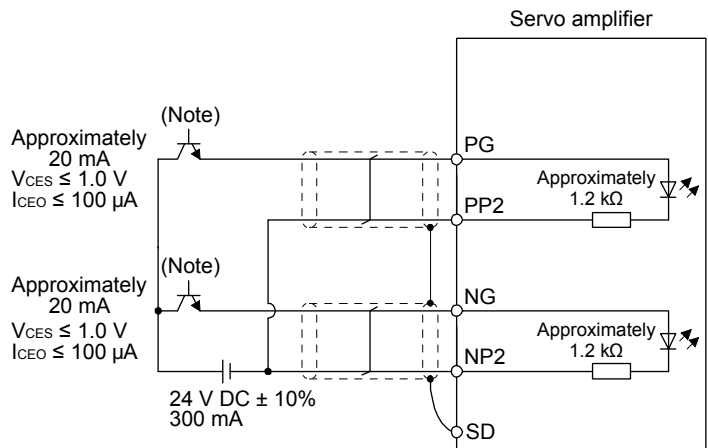 Servo amplifier
(Note)
Approximately
20 mA
VCES ≤ 1.0 V
ICEO ≤ 100 µA
PG
Approximately
1.2 kΩ
PP2
(Note)
Approximately
20 mA
VCES ≤ 1.0 V
ICEO ≤ 100 µA
NG
Approximately
1.2 kΩ
NP2
24 V DC ± 10%
300 mA
SD